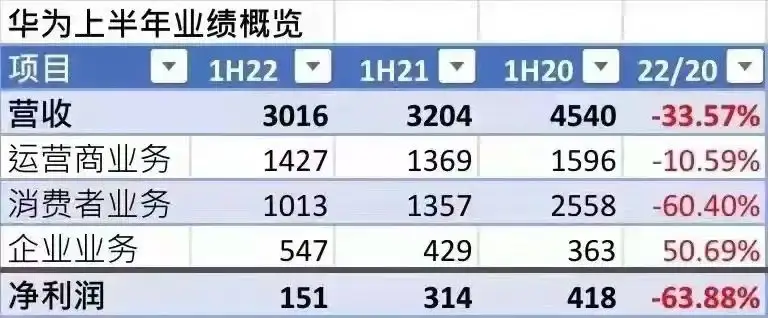 华为上半年业绩概览
项目 1H22 1H21 1H20 22/20
营收 3016 3204 4540 -33.57%
运营商业务 1427 1369 1596 -10.59%
消费者业务 1013 1357 2558 -60.40%
企业业务 547 429 363 50.69%
净利润 151 314 418 -63.88%